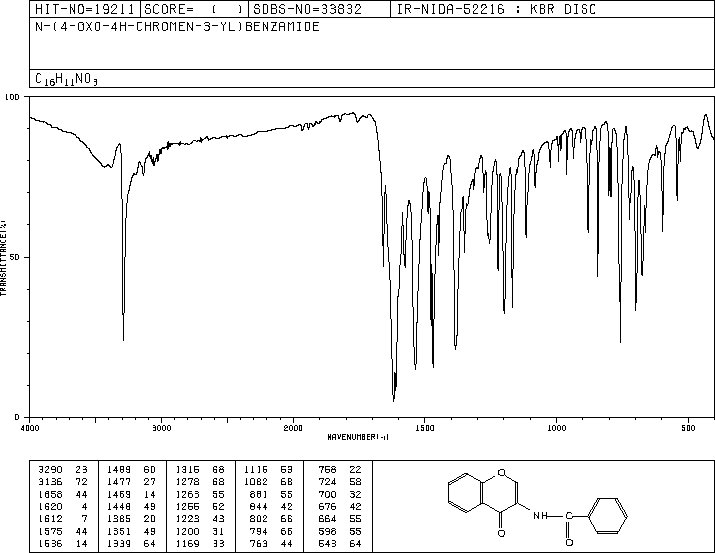 HIT-NO=19211 SCORE= ( ) SDBS-NO=33832 IR-NIDA-52216 : KBR DISC
N-(4-OXO-4H-CHROMEN-3-YL)BENZAMIDE
C16H11NO3
100
50
0
TRANSMITTANCE(%)
4000 3000 2000 1500 1000 500
WAVENUMBER(-1)
3290 23 1489 60 1316 68 1116 53 758 22
3136 72 1477 27 1278 68 1082 68 724 58
1658 44 1469 14 1263 55 881 55 700 32
1620 4 1448 49 1255 52 844 42 676 42
1612 7 1385 20 1223 43 802 66 664 55
1575 44 1351 49 1200 31 794 66 598 55
1536 14 1339 64 1169 33 763 44 543 64
O
NH C
O O